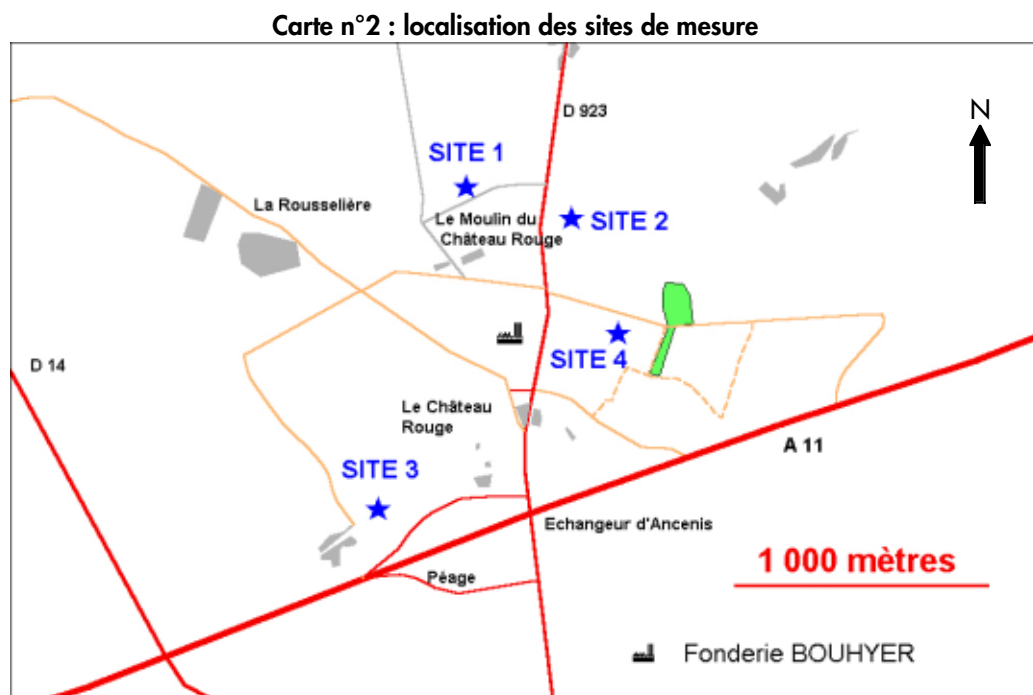 Carte n°2 : localisation des sites de mesure
N
D 923
SITE 1
La Rousselière
Le Moulin du
Château Rouge
SITE 2
SITE 4
D 14
Le Château
Rouge
A 11
SITE 3
Echangeur d'Ancenis
1 000 mètres
Péage
Fonderie BOUHYER